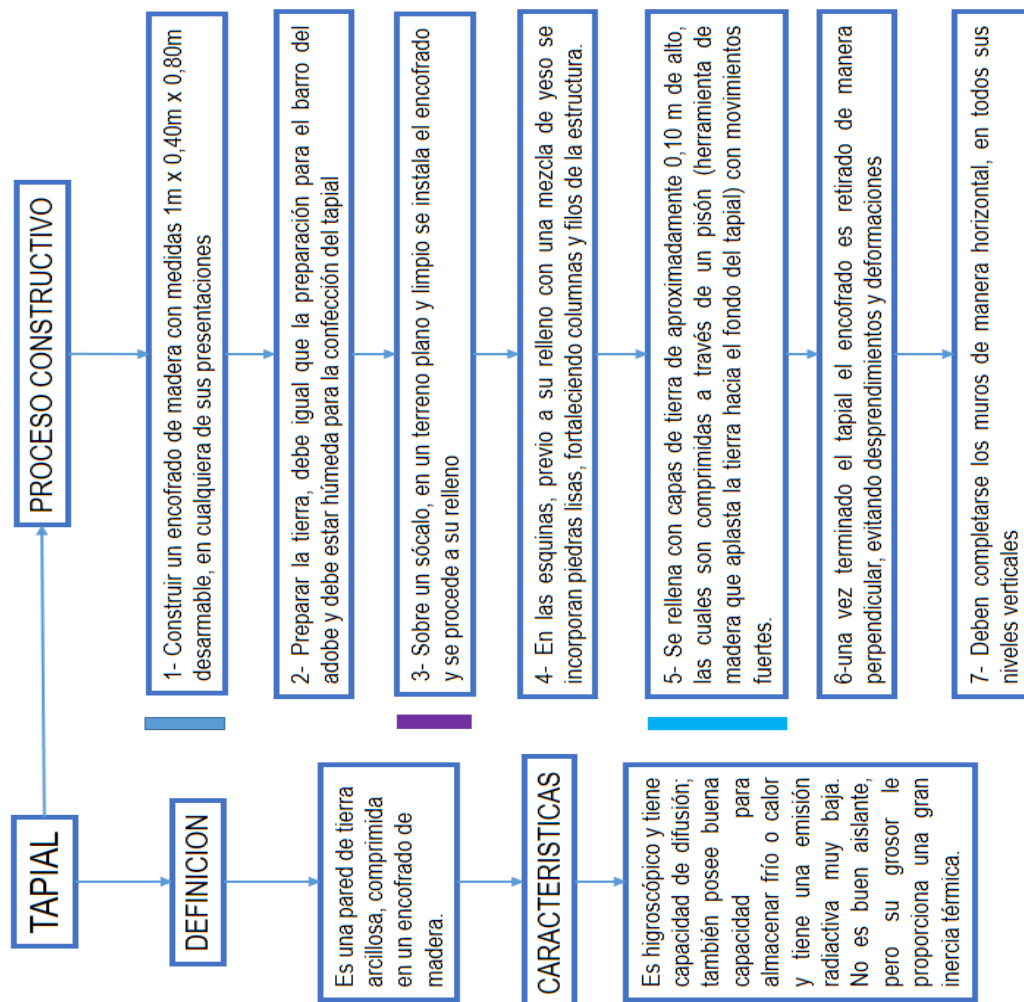 TAPIAL
DEFINICION
Es una pared de tierra
arcillosa, comprimida
en un encofrado de
madera.
CARACTERISTICAS
Es higroscópico y tiene
capacidad de difusión;
también posee buena
capacidad para
almacenar frío o calor
y tiene una emisión
radiactiva muy baja.
No es buen aislante,
pero su grosor le
proporciona una gran
inercia térmica.
PROCESO CONSTRUCTIVO
1- Construir un encofrado de madera con medidas 1m x 0,40m x 0,80m
desarmable, en cualquiera de sus presentaciones
2- Preparar la tierra, debe igual que la preparación para el barro del
adobe y debe estar húmeda para la confección del tapial
3- Sobre un sócalo, en un terreno plano y limpio se instala el encofrado
y se procede a su relleno
4- En las esquinas, previo a su relleno con una mezcla de yeso se
incorporan piedras lisas, fortaleciendo columnas y filos de la estructura.
5- Se rellena con capas de tierra de aproximadamente 0,10 m de alto,
las cuales son comprimidas a través de un pisón (herramienta de
madera que aplasta la tierra hacia el fondo del tapial) con movimientos
fuertes.
6-una vez terminado el tapial el encofrado es retirado de manera
perpendicular, evitando desprendimientos y deformaciones
7- Deben completarse los muros de manera horizontal, en todos sus
niveles verticales